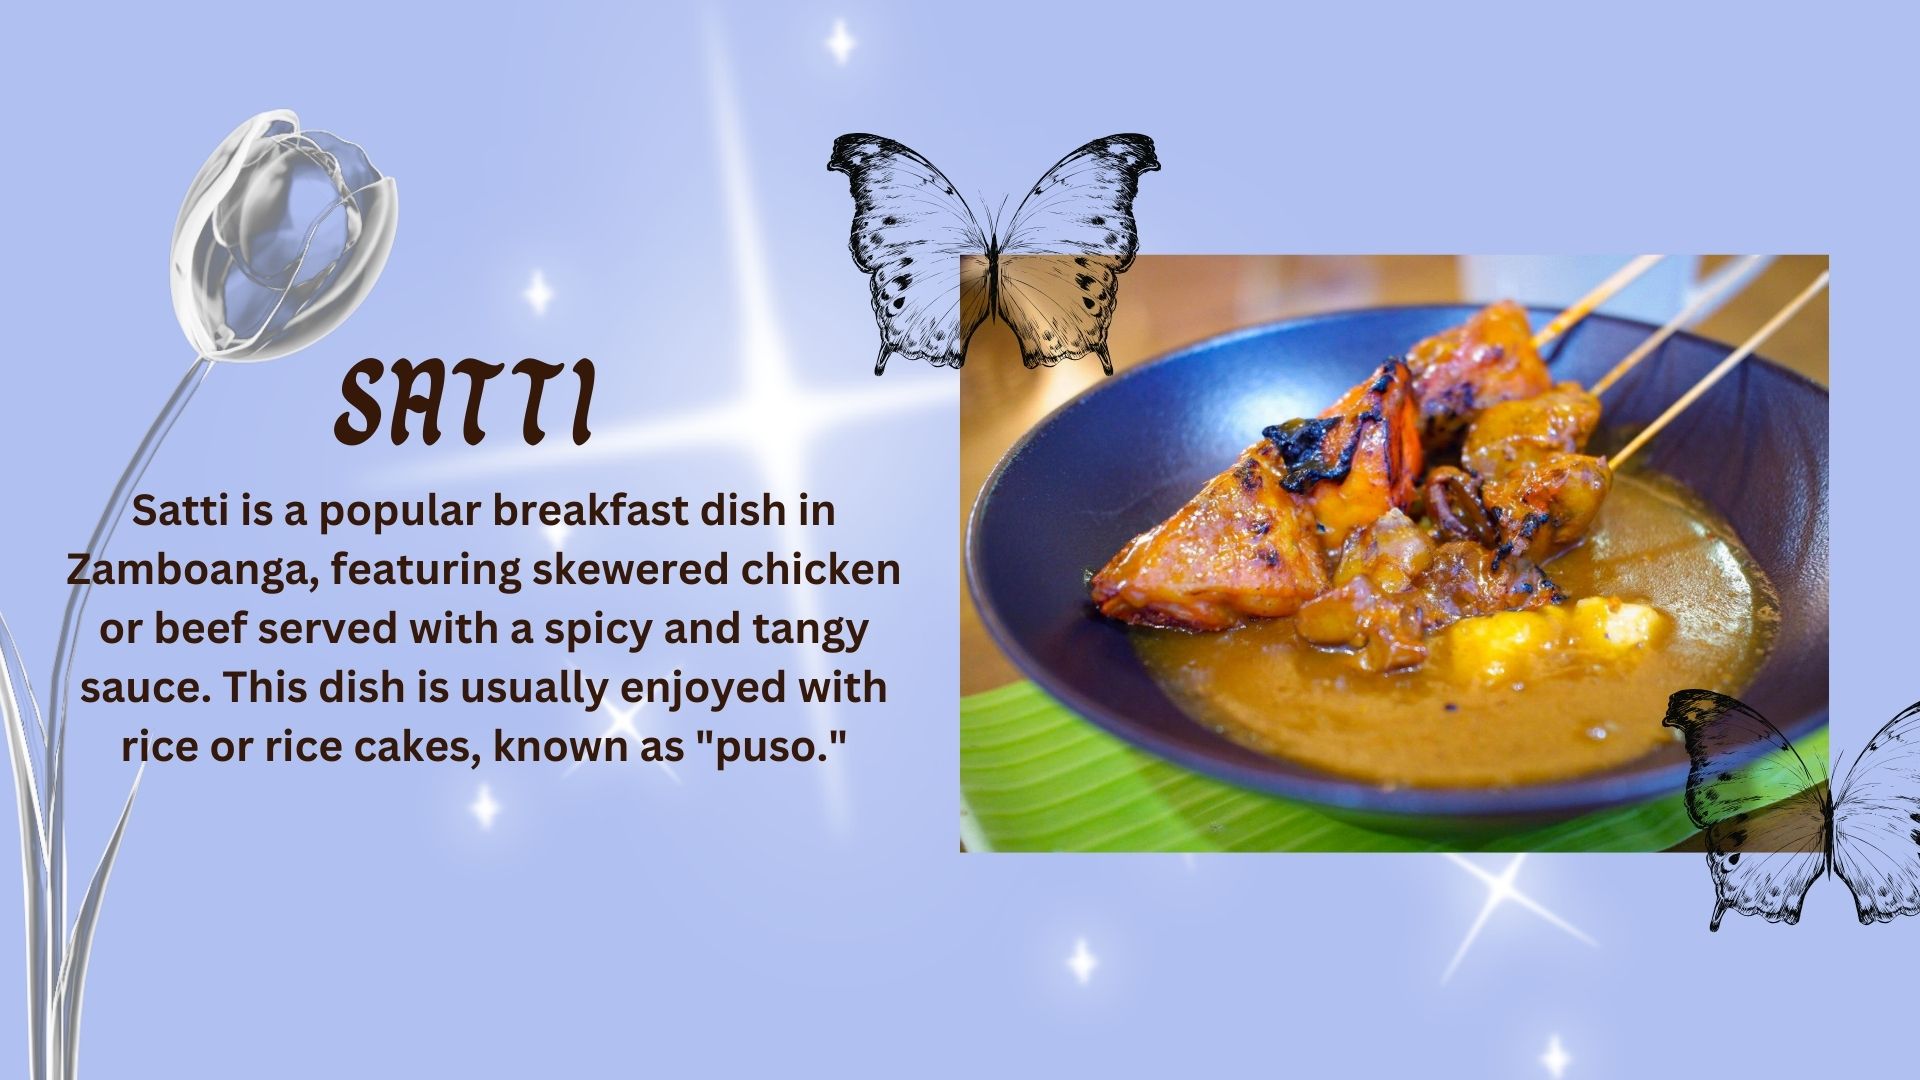 SATTI
Satti is a popular breakfast dish in
Zamboanga, featuring skewered chicken
or beef served with a spicy and tangy
sauce. This dish is usually enjoyed with
rice or rice cakes, known as "puso."